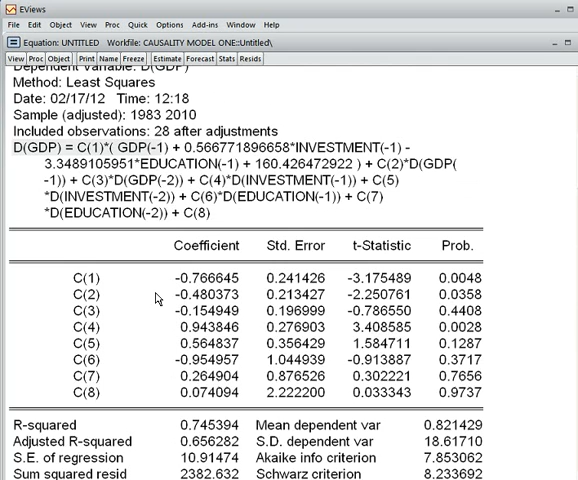 EViews
File Edit Object View Proc Quick Options Add-ins Window Help
Equation: UNTITLED Workfile: CAUSALITY MODEL ONE::Untitled\
View Proc Object Print Name Freeze Estimate Forecast Stats Resids
Dependent Variable: D(GDP)
Method: Least Squares
Date: 02/17/12 Time: 12:18
Sample (adjusted): 1983 2010
Included observations: 28 after adjustments
D(GDP) = C(1)*( GDP(-1) + 0.566771896658*INVESTMENT(-1) -
3.3489105951*EDUCATION(-1) + 160.426472922 ) + C(2)*D(GDP(
-1)) + C(3)*D(GDP(-2)) + C(4)*D(INVESTMENT(-1)) + C(5)
*D(INVESTMENT(-2)) + C(6)*D(EDUCATION(-1)) + C(7)
*D(EDUCATION(-2)) + C(8)
Coefficient Std. Error t-Statistic Prob.
C(1) -0.766645 0.241426 -3.175489 0.0048
C(2) -0.480373 0.213427 -2.250761 0.0358
C(3) -0.154949 0.196999 -0.786550 0.4408
C(4) 0.943846 0.276903 3.408585 0.0028
C(5) 0.564837 0.356429 1.584711 0.1287
C(6) -0.954957 1.044939 -0.913887 0.3717
C(7) 0.264904 0.876526 0.302221 0.7656
C(8) 0.074094 2.222200 0.033343 0.9737
R-squared 0.745394 Mean dependent var 0.821429
Adjusted R-squared 0.656282 S.D. dependent var 18.61710
S.E. of regression 10.91474 Akaike info criterion 7.853062
Sum squared resid 2382.632 Schwarz criterion 8.233692